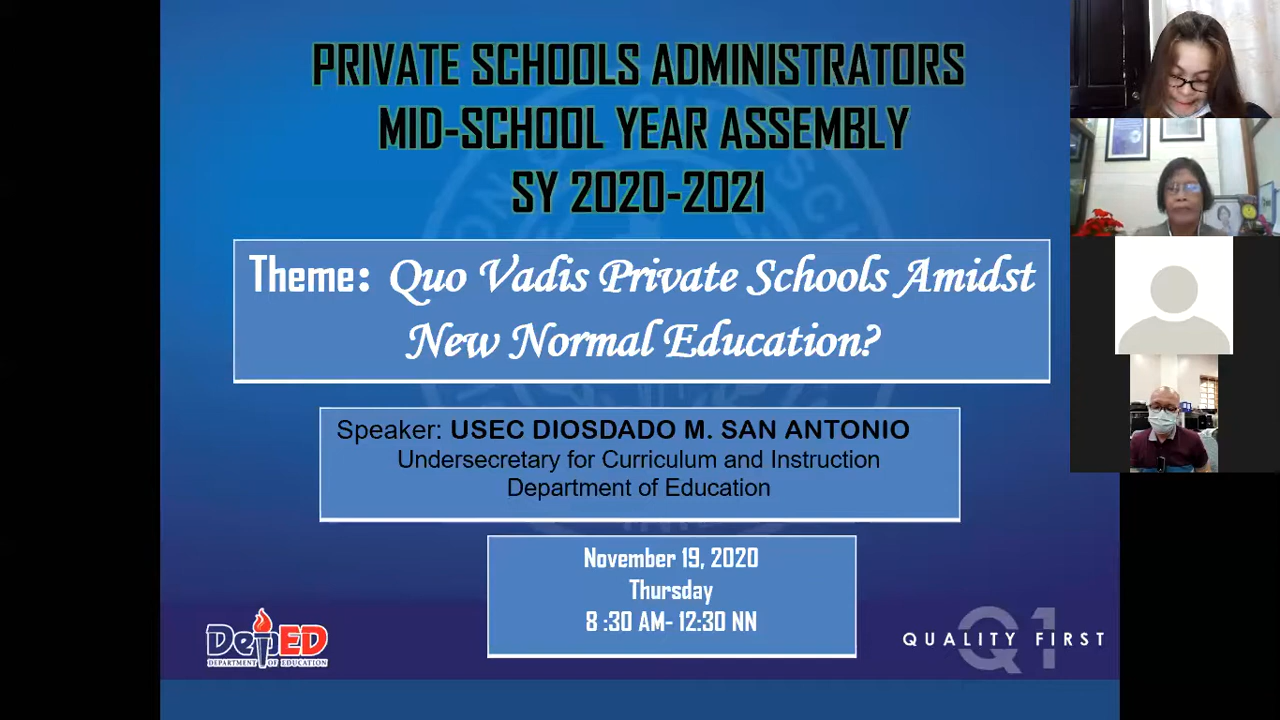 PRIVATE SCHOOLS ADMINISTRATORS
MID-SCHOOL YEAR ASSEMBLY
SY 2020-2021
Theme: Quo Vadis Private Schools Amidst
New Normal Education?
Speaker: USEC DIOSDADO M. SAN ANTONIO
Undersecretary for Curriculum and Instruction
Department of Education
November 19, 2020
Thursday
8 :30 AM- 12:30 NN
DepED
DEPARTMENT OF EDUCATION
Q1
QUALITY FIRST